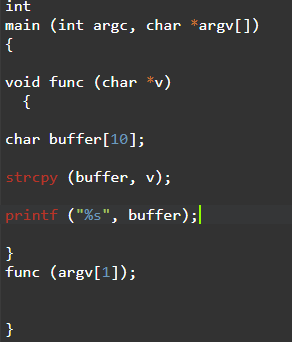 int
main (int argc, char *argv[])
{
void func (char *v)
{
char buffer[10];
strcpy (buffer, v);
printf ("%s", buffer);
}
func (argv[1]);
}